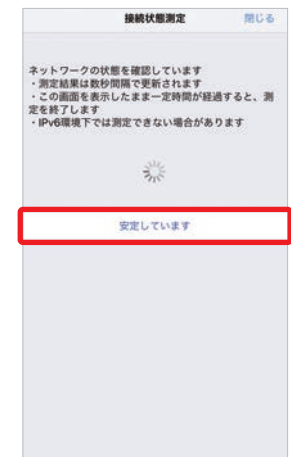 接続状態測定 閉じる
ネットワークの状態を確認しています
・測定結果は数秒間隔で更新されます
・この画面を表示したまま一定時間が経過すると、測
定を終了します
・IPv6環境下では測定できない場合があります
安定しています